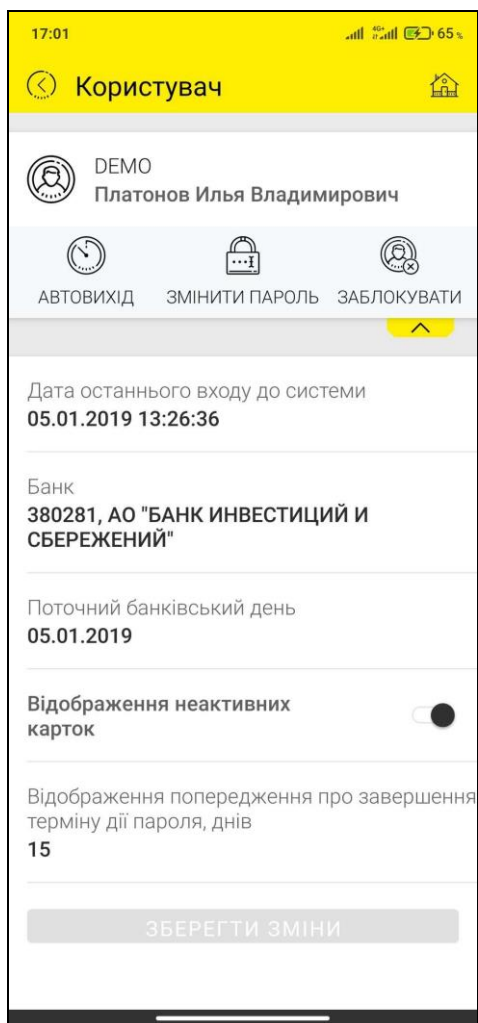 17:01
4G+ 65 %
Користувач
DEMO
Платонов Илья Владимирович
АВТОВИХІД ЗМІНИТИ ПАРОЛЬ ЗАБЛОКУВАТИ
Дата останнього входу до системи
05.01.2019 13:26:36
Банк
380281, АО "БАНК ИНВЕСТИЦИЙ И
СБЕРЕЖЕНИЙ"
Поточний банківський день
05.01.2019
Відображення неактивних
карток
Відображення попередження про завершення
терміну дії пароля, днів
15
ЗБЕРЕГТИ ЗМІНИ